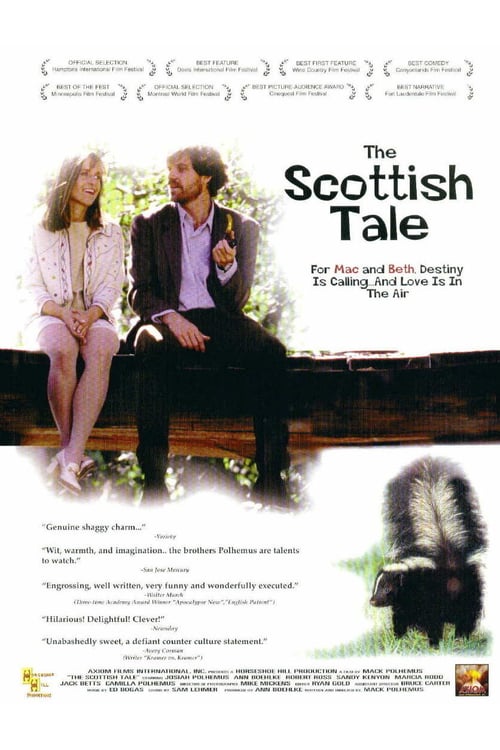 OFFICIAL SELECTION
Hamptons International Film Festival
BEST FEATURE
International Film Festival
BEST FIRST FEATURE
Wine Country Film Festival
BEST COMEDY
Canyonlands Film Festival
BEST OF THE FEST
Minneapolis Film Festival
OFFICIAL SELECTION
Montreal World Film Festival
BEST PICTURE-AUDIENCE AWARD
Cinequest Film Festival
BEST NARRATIVE
Fort Lauderdale Film Festival
The
Scottish
Tale
For Mac and Beth, Destiny
Is Calling...And Love Is In
The Air
"Genuine shaggy charm..."
-Variety
"Wit, warmth, and imagination.. the brothers Polhemus are talents
to watch."
-San Jose Mercury
"Engrossing, well written, very funny and wonderfully executed."
-Walter Murch
(Three-time Academy Award Winner "Apocalypse Now","English Patient")
"Hilarious! Delightful! Clever!"
-Newsday
"Unabashedly sweet, a defiant counter culture statement."
-Avery Corman
(Writer "Kramer vs. Kramer")
AXIOM FILMS INTERNATIONAL, INC. PRESENTS A HORSESHOE HILL PRODUCTION A FILM BY MACK POLHEMUS
"THE SCOTTISH TALE" STARRING JOSIAH POLHEMUS ANN BOEHLKE ROBERT ROSS SANDY KENYON MARCIA RODD
JACK BETTS CAMILLA POLHEMUS DIRECTOR OF PHOTOGRAPHY MIKE MICKENS EDITOR RYAN GOLD ASSISTANT DIRECTOR BRUCE CARTER
MUSIC BY ED BOGAS SOUND BY SAM LEHMER PRODUCED BY ANN BOEHLKE WRITTEN AND DIRECTED BY MACK POLHEMUS
Horseshoe
Hill
AXIOM